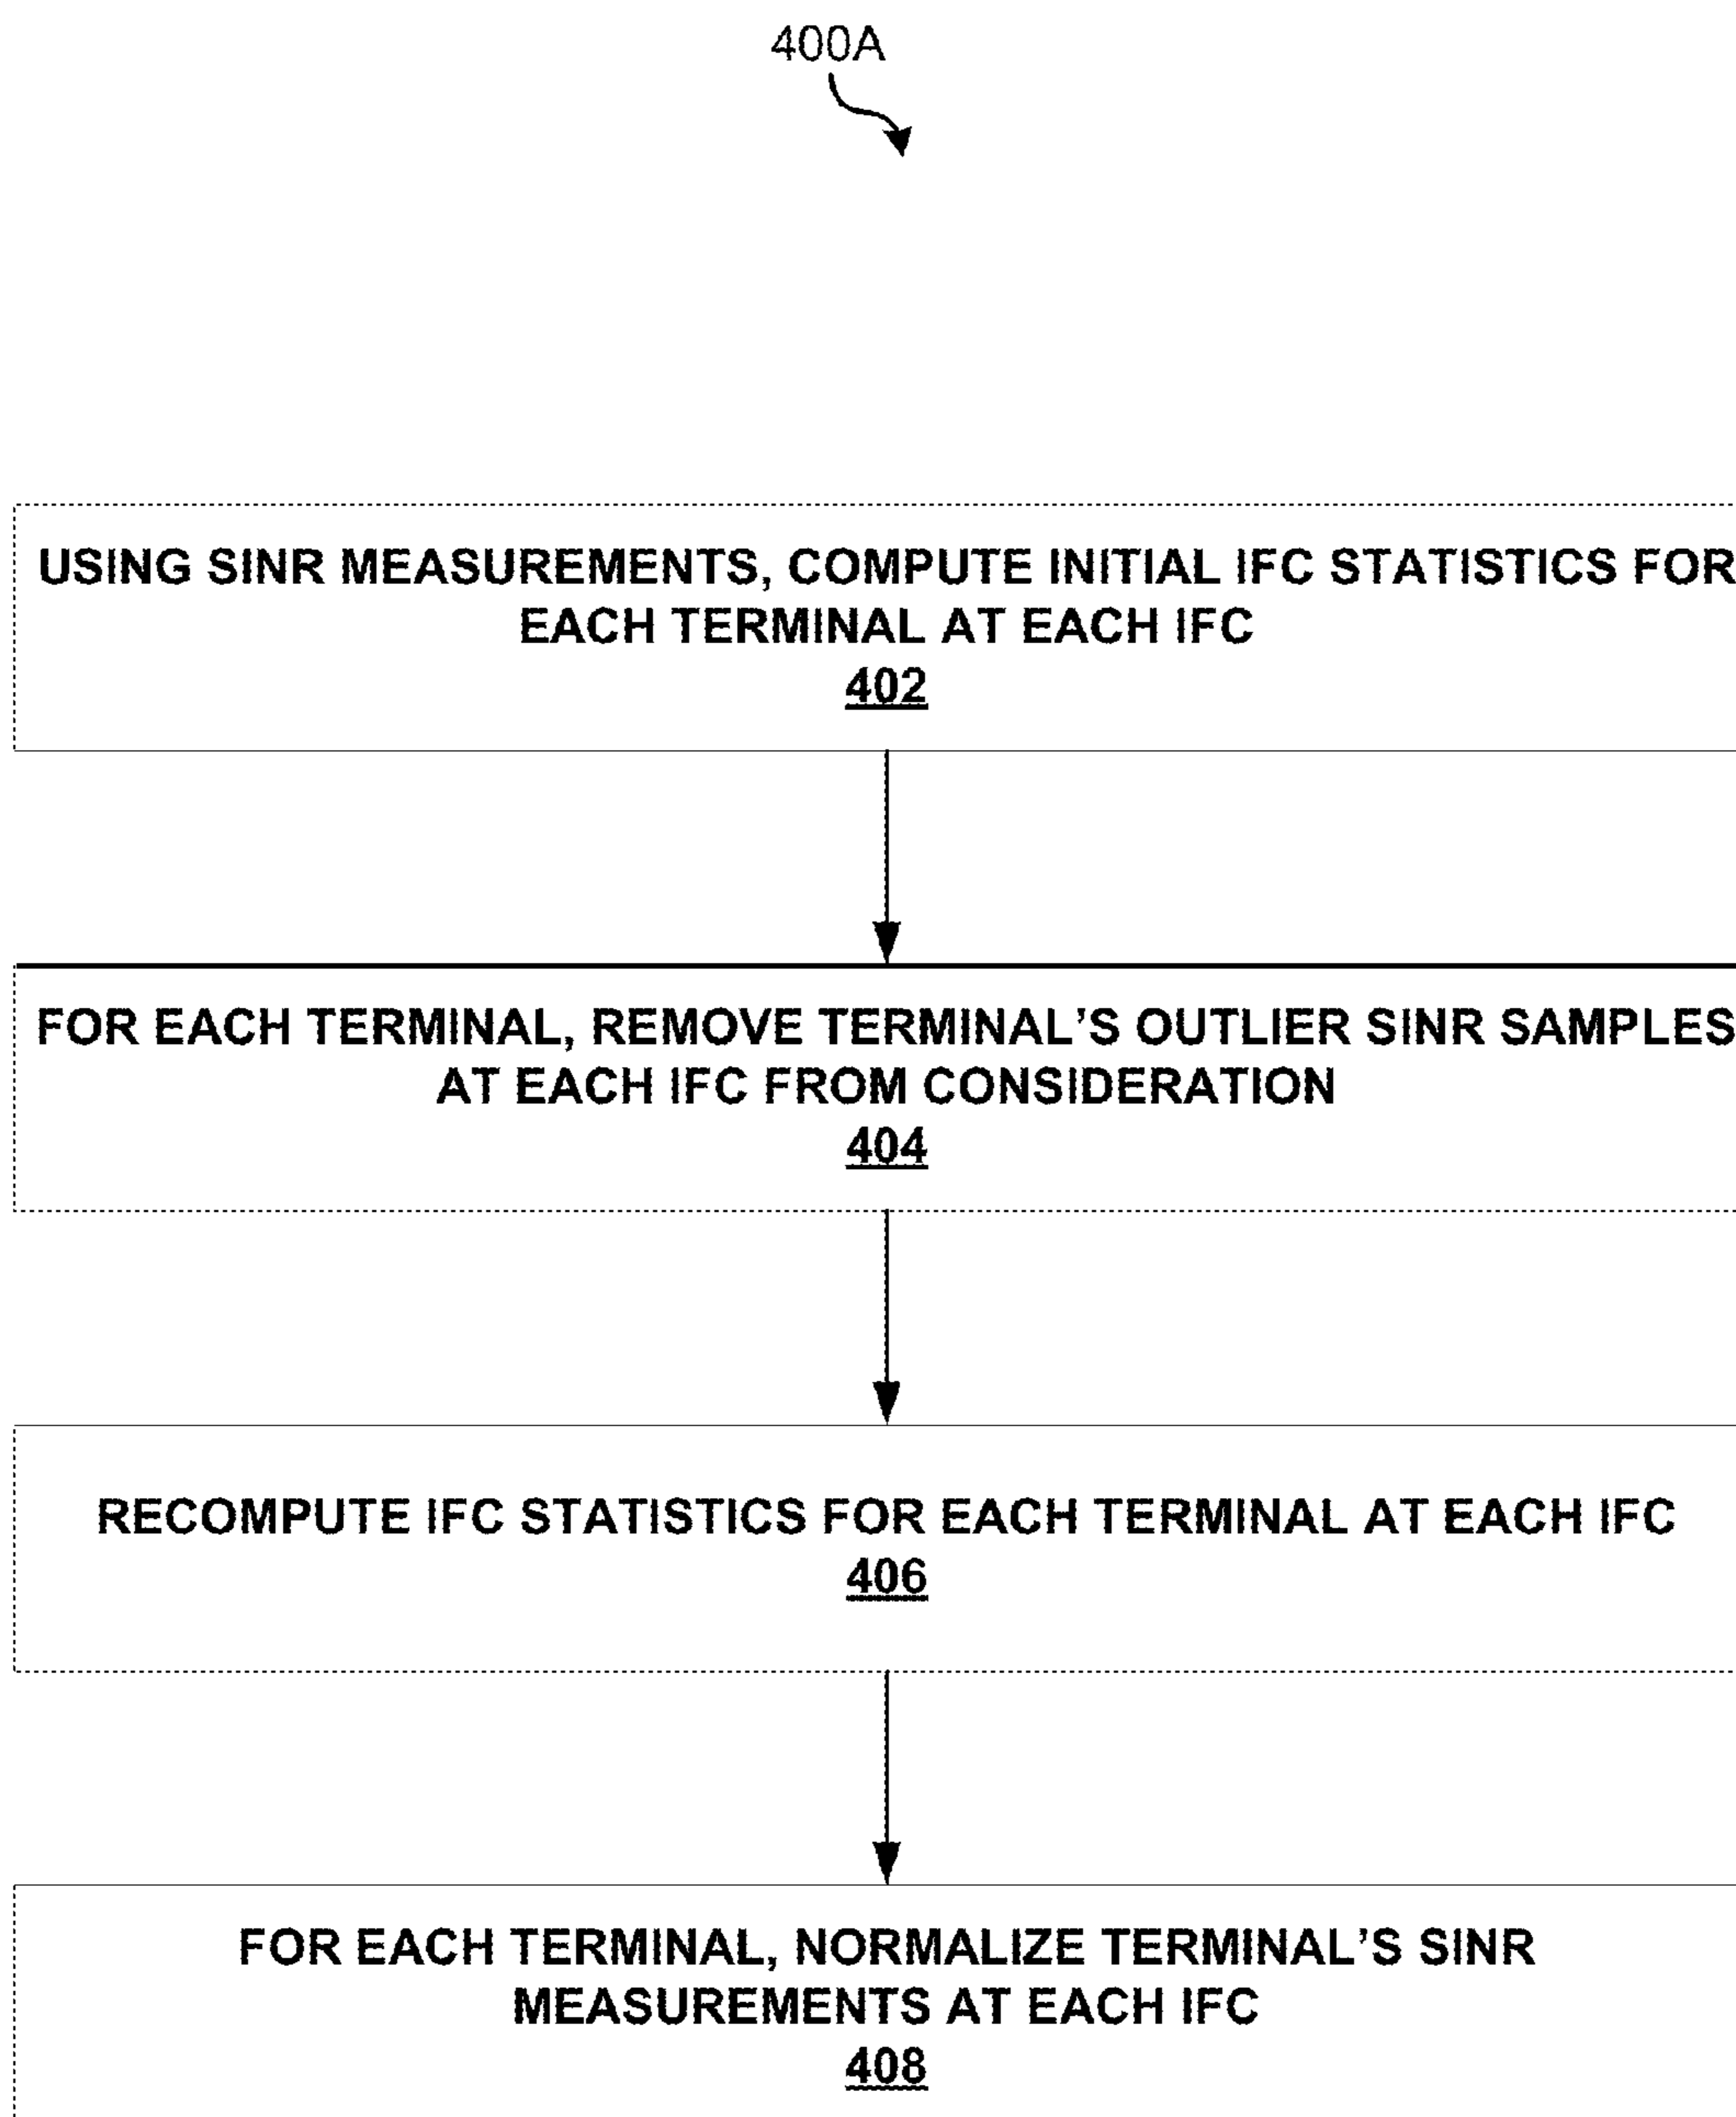 400A
USING SINR MEASUREMENTS, COMPUTE INITIAL IFC STATISTICS FOR
EACH TERMINAL AT EACH IFC
402
FOR EACH TERMINAL, REMOVE TERMINAL'S OUTLIER SINR SAMPLES
AT EACH IFC FROM CONSIDERATION
404
RECOMPUTE IFC STATISTICS FOR EACH TERMINAL AT EACH IFC
406
FOR EACH TERMINAL, NORMALIZE TERMINAL'S SINR
MEASUREMENTS AT EACH IFC
408